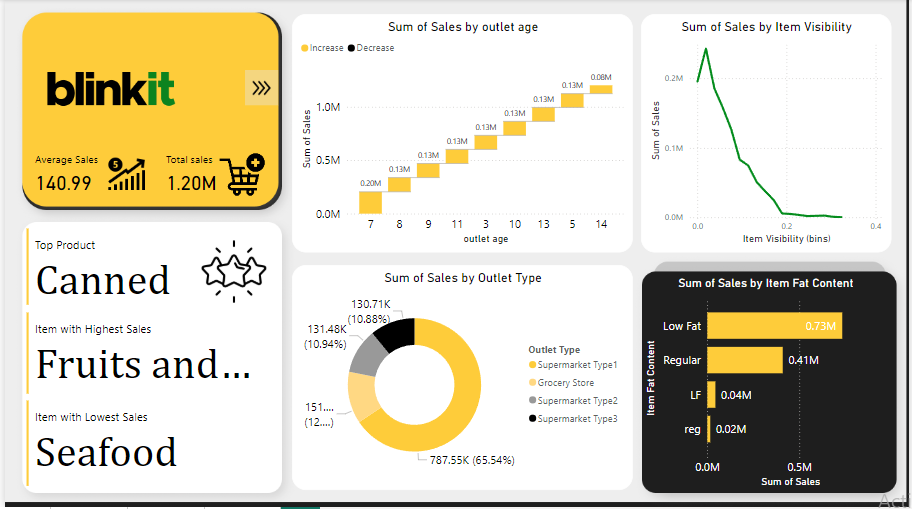 blinkit
Average Sales
140.99
Total sales
1.20M
Top Product
Canned
Item with Highest Sales
Fruits and...
Item with Lowest Sales
Seafood
Sum of Sales by outlet age
Increase Decrease
Sum of Sales
1.0M
0.5M
0.0M
0.20M
0.13M
0.13M
0.13M
0.13M
0.13M
0.13M
0.13M
0.08M
7 8 9 11 3 10 13 5 14
outlet age
Sum of Sales by Item Visibility
Sum of Sales
0.2M
0.1M
0.0M
0.0 0.2 0.4
Item Visibility (bins)
Sum of Sales by Outlet Type
130.71K
(10.88%)
131.48K
(10.94%)
151....
(12....)
787.55K (65.54%)
Outlet Type
Supermarket Type1
Grocery Store
Supermarket Type2
Supermarket Type3
Sum of Sales by Item Fat Content
Item Fat Content
Low Fat 0.73M
Regular 0.41M
LF 0.04M
reg 0.02M
0.0M 0.5M
Sum of Sales
Acti